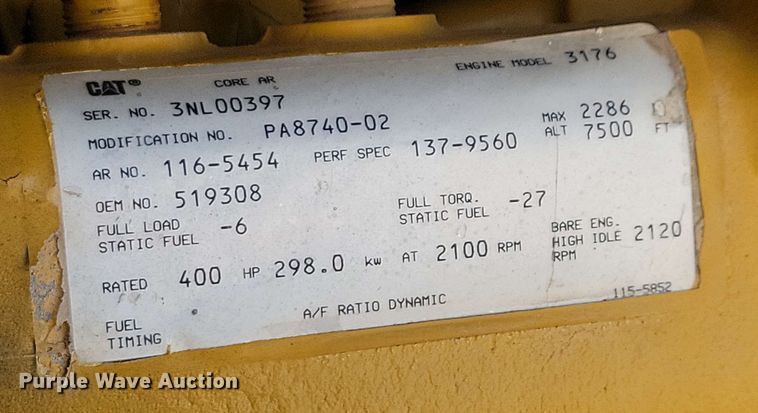 CAT® CORE AR ENGINE MODEL 3176
SER. NO. 3NL00397
MODIFICATION NO. PA8740-02 MAX 2286
AR NO. 116-5454 PERF SPEC 137-9560 ALT 7500 FT
OEM NO. 519308
FULL LOAD STATIC FUEL -6 FULL TORQ. STATIC FUEL -27
BARE ENG. HIGH IDLE RPM 2120
RATED 400 HP 298.0 kw AT 2100 RPM
FUEL TIMING A/F RATIO DYNAMIC
115-5852
Purple Wave Auction